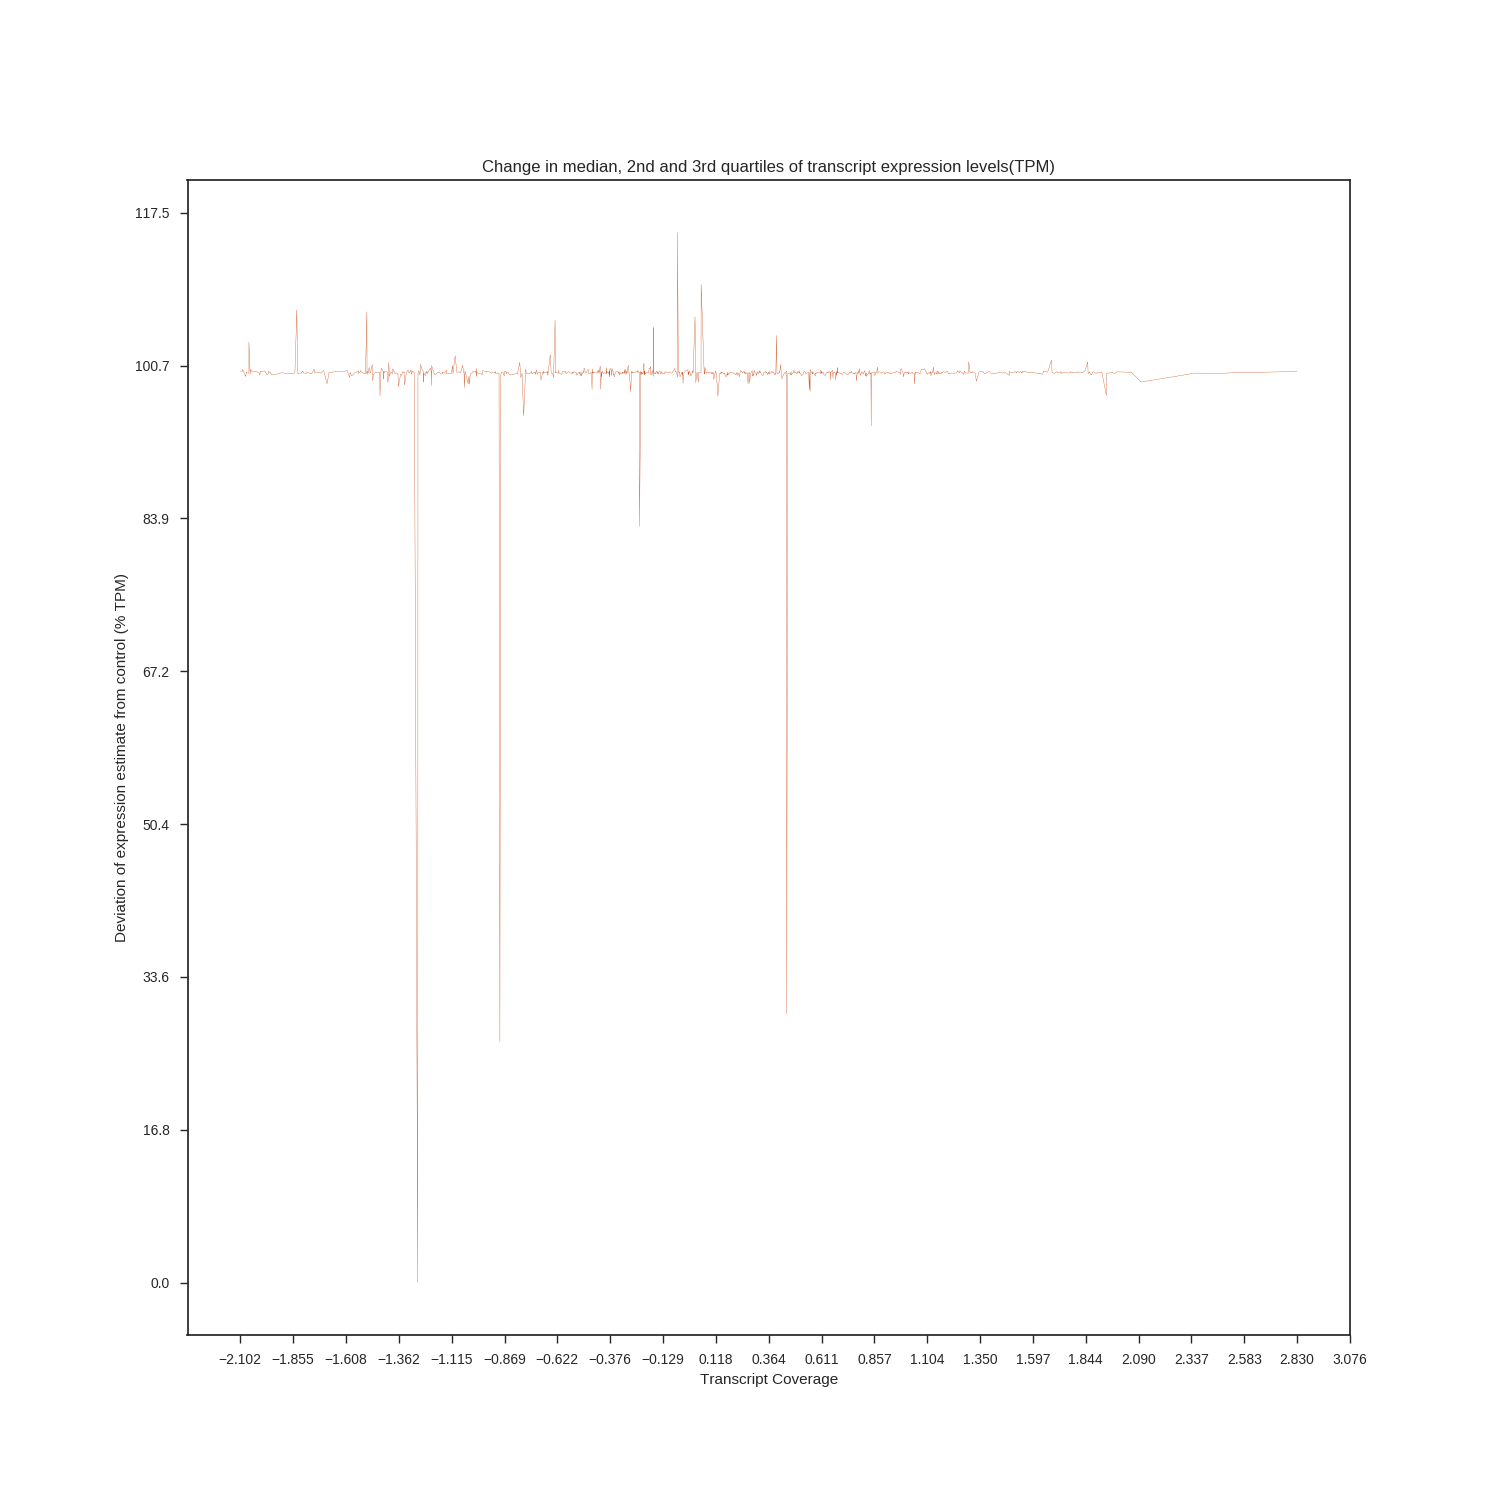 Change in median, 2nd and 3rd quartiles of transcript expression levels(TPM)
117.5
100.7
83.9
67.2
50.4
33.6
16.8
0.0
Deviation of expression estimate from control (% TPM)
−2.102 −1.855 −1.608 −1.362 −1.115 −0.869 −0.622 −0.376 −0.129 0.118 0.364 0.611 0.857 1.104 1.350 1.597 1.844 2.090 2.337 2.583 2.830 3.076
Transcript Coverage